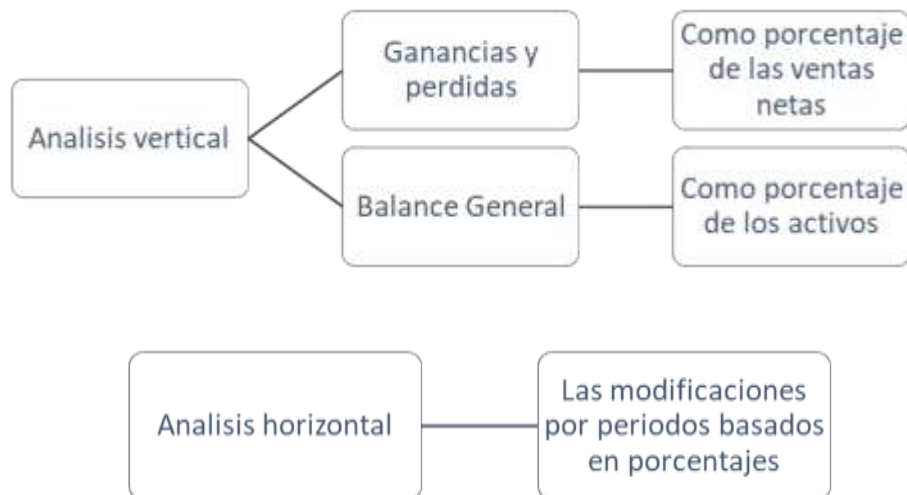 Analisis vertical
Ganancias y
perdidas
Como porcentaje
de las ventas
netas
Balance General
Como porcentaje
de los activos
Analisis horizontal
Las modificaciones
por periodos basados
en porcentajes